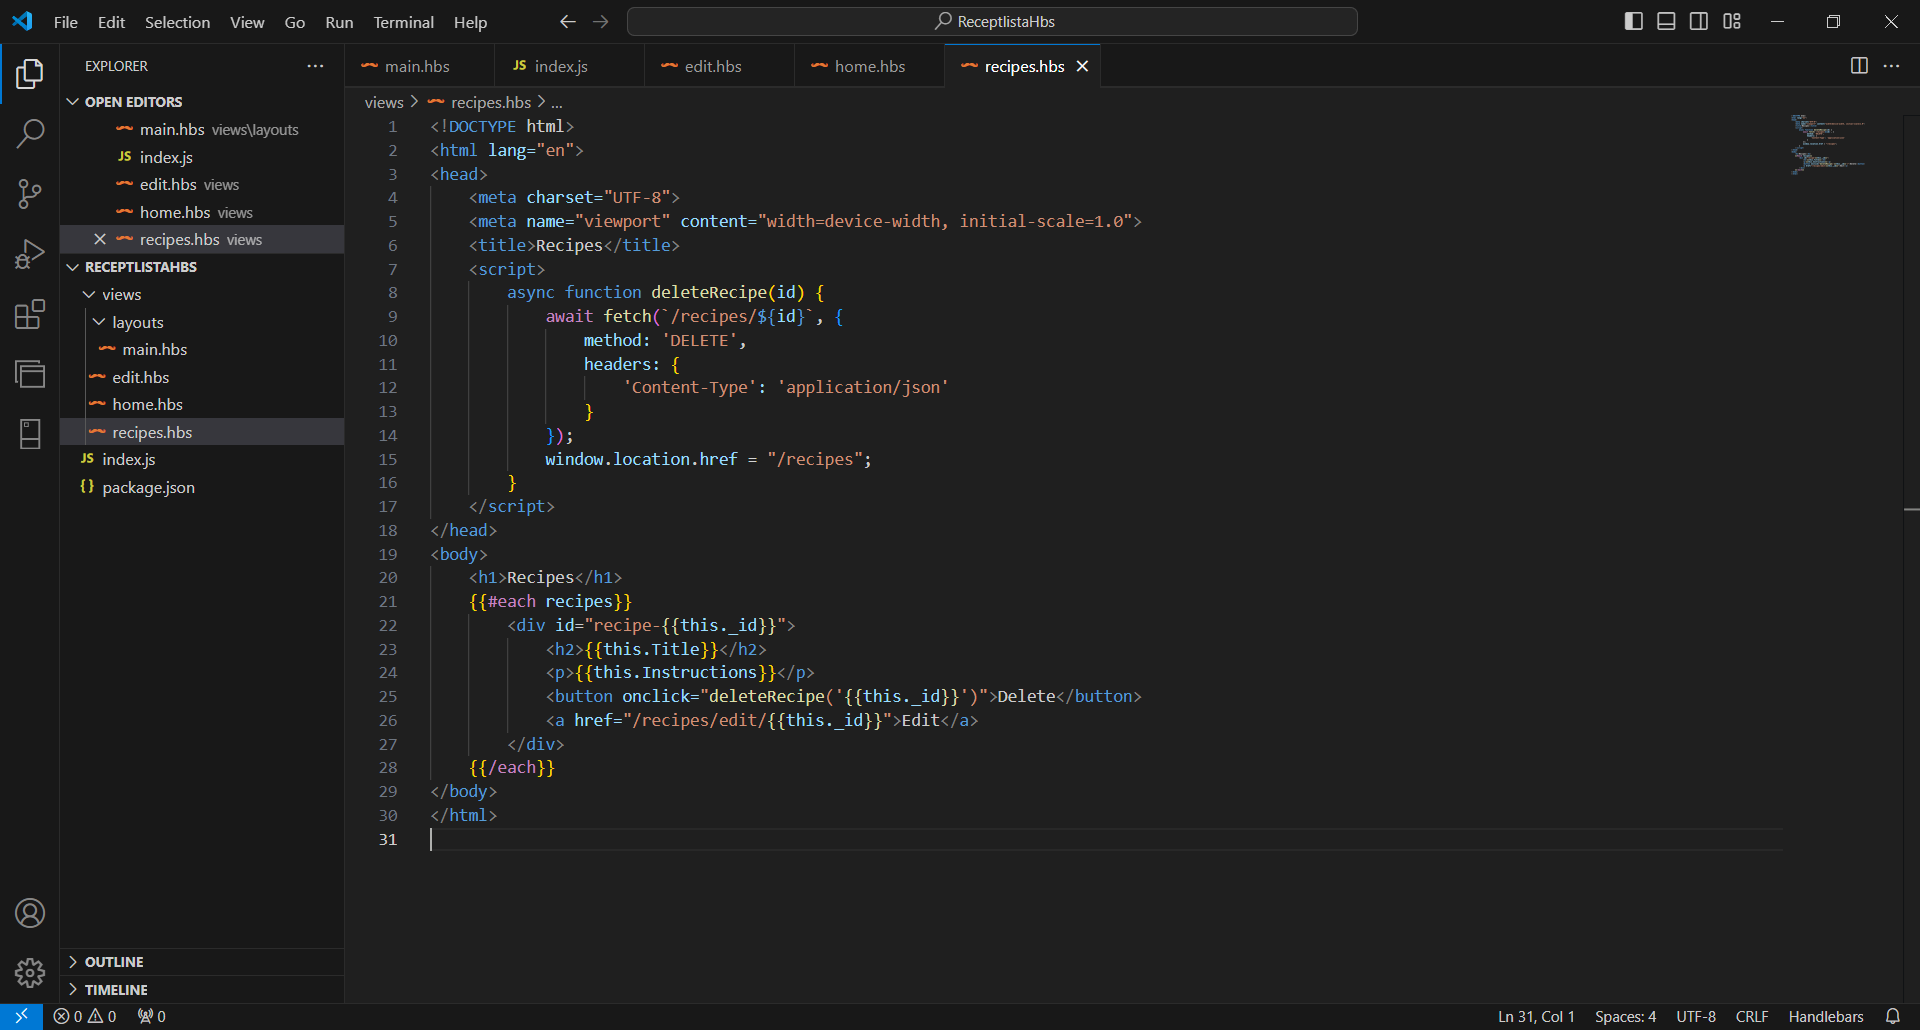 File Edit Selection View Go Run Terminal Help
ReceptlistaHbs
EXPLORER
OPEN EDITORS
main.hbs views\layouts
JS index.js
edit.hbs views
home.hbs views
recipes.hbs views
RECEPTLISTAHBS
views
layouts
main.hbs
edit.hbs
home.hbs
recipes.hbs
JS index.js
{} package.json
OUTLINE
TIMELINE
main.hbs JS index.js edit.hbs home.hbs recipes.hbs
views > recipes.hbs > ...
1 <!DOCTYPE html>
2 <html lang="en">
3 <head>
4     <meta charset="UTF-8">
5     <meta name="viewport" content="width=device-width, initial-scale=1.0">
6     <title>Recipes</title>
7     <script>
8         async function deleteRecipe(id) {
9             await fetch(`/recipes/${id}`, {
10                 method: 'DELETE',
11                 headers: {
12                     'Content-Type': 'application/json'
13                 }
14             });
15             window.location.href = "/recipes";
16         }
17     </script>
18 </head>
19 <body>
20     <h1>Recipes</h1>
21     {{#each recipes}}
22         <div id="recipe-{{this._id}}">
23             <h2>{{this.Title}}</h2>
24             <p>{{this.Instructions}}</p>
25             <button onclick="deleteRecipe('{{this._id}}')">Delete</button>
26             <a href="/recipes/edit/{{this._id}}">Edit</a>
27         </div>
28     {{/each}}
29 </body>
30 </html>
31
0 0 0 Ln 31, Col 1 Spaces: 4 UTF-8 CRLF Handlebars